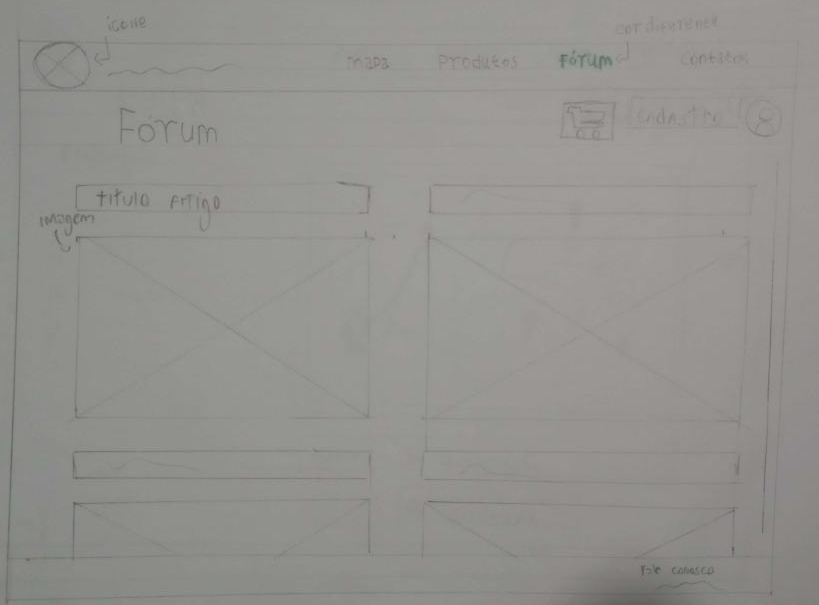 icone
cor diferente
mapa Produtos Fórum Contatos
Fórum
CADASTRO
titulo Artigo
imagem
Fale conosco